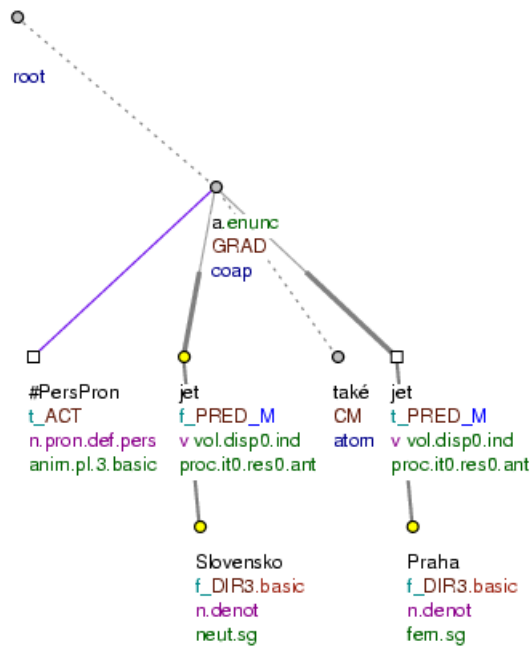 root
a.enunc
GRAD
coap
#PersPron
t_ACT
n.pron.def.pers
anim.pl.3.basic
jet
f_PRED_M
v vol.disp0.ind
proc.it0.res0.ant
také
CM
atom
jet
t_PRED_M
v vol.disp0.ind
proc.it0.res0.ant
Slovensko
f_DIR3.basic
n.denot
neut.sg
Praha
f_DIR3.basic
n.denot
fem.sg